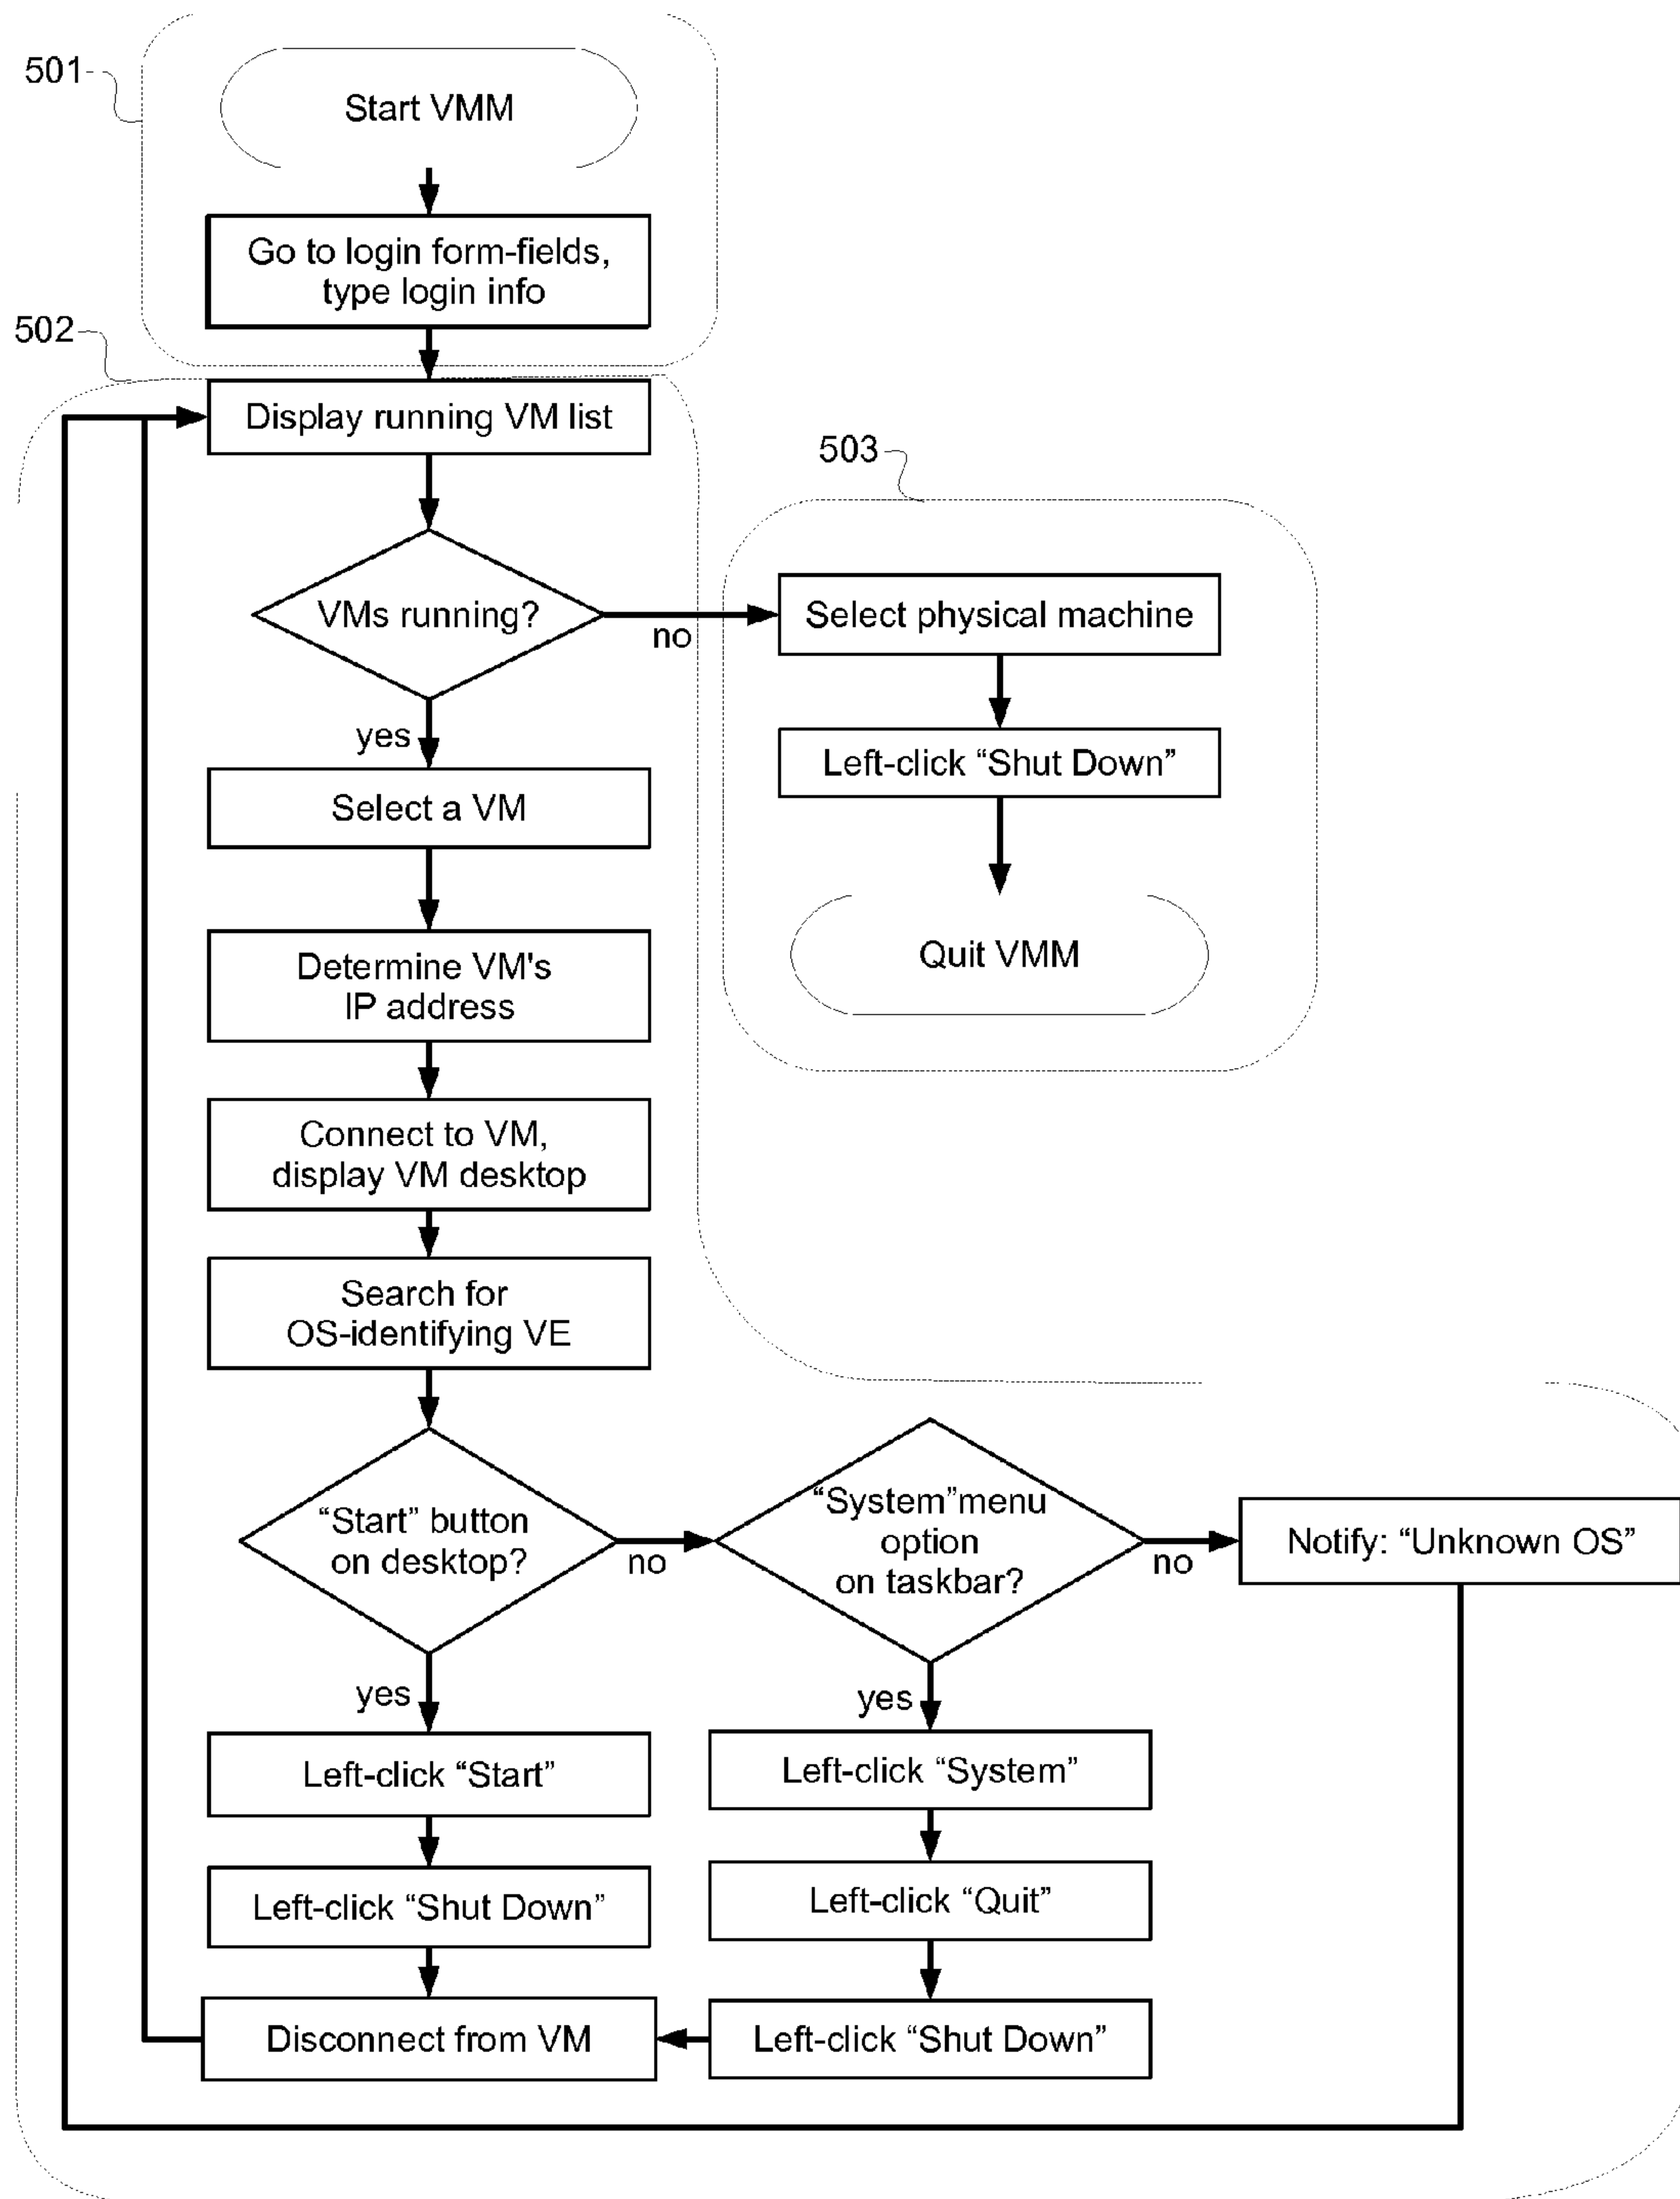 501
Start VMM
Go to login form-fields,
type login info
502
Display running VM list
503
VMs running?
no
Select physical machine
yes
Left-click “Shut Down”
Select a VM
Quit VMM
Determine VM's
IP address
Connect to VM,
display VM desktop
Search for
OS-identifying VE
“Start” button
on desktop?
no
“System”menu
option
on taskbar?
no
Notify: “Unknown OS”
yes
yes
Left-click “Start”
Left-click “System”
Left-click “Shut Down”
Left-click “Quit”
Disconnect from VM
Left-click “Shut Down”